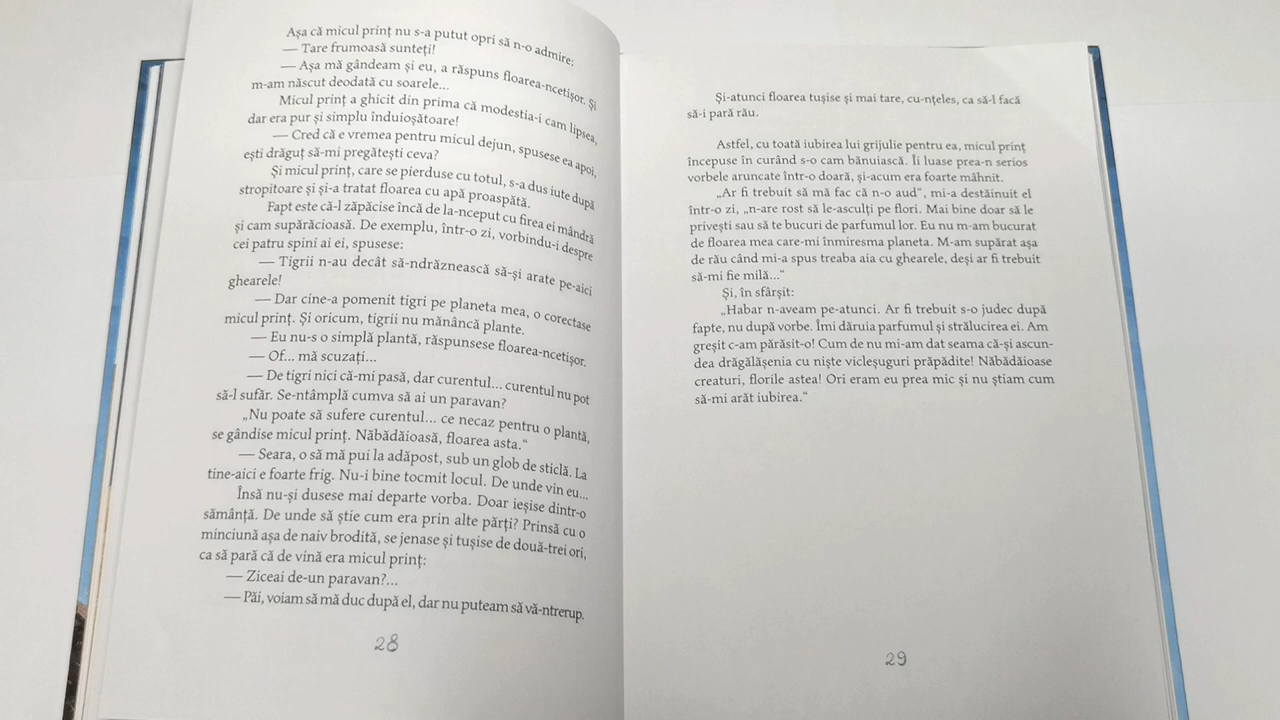 Așa că micul prinț nu s-a putut opri să n-o admire:
— Tare frumoasă sunteți!
— Așa mă gândeam și eu, a răspuns floarea-ncetișor. Și
m-am născut deodată cu soarele...
Micul prinț a ghicit din prima că modestia-i cam lipsea,
dar era pur și simplu înduioșătoare!
— Cred că e vremea pentru micul dejun, spusese ea apoi,
ești drăguț să-mi pregătești ceva?
Și micul prinț, care se pierduse cu totul, s-a dus iute după
stropitoare și și-a tratat floarea cu apă proaspătă.
Fapt este că-l zăpăcise încă de la-nceput cu firea ei mândră
și cam supărăcioasă. De exemplu, într-o zi, vorbindu-i despre
cei patru spini ai ei, spusese:
— Tigrii n-au decât să-ndrăznească să-și arate pe-aici
ghearele!
— Dar cine-a pomenit tigri pe planeta mea, o corectase
micul prinț. Și oricum, tigrii nu mănâncă plante.
— Eu nu-s o simplă plantă, răspunsese floarea-ncetișor.
— Of... mă scuzați...
— De tigri nici că-mi pasă, dar curentul... curentul nu pot
să-l sufăr. Se-ntâmplă cumva să ai un paravan?
„Nu poate să sufere curentul... ce necaz pentru o plantă,
se gândise micul prinț. Năbădăioasă, floarea asta.“
— Seara, o să mă pui la adăpost, sub un glob de sticlă. La
tine-aici e foarte frig. Nu-i bine tocmit locul. De unde vin eu...
Însă nu-și dusese mai departe vorba. Doar ieșise dintr-o
sămânță. De unde să știe cum era prin alte părți? Prinsă cu o
minciună așa de naiv brodită, se jenase și tușise de două-trei ori,
ca să pară că de vină era micul prinț:
— Ziceai de-un paravan?...
— Păi, voiam să mă duc după el, dar nu puteam să vă-ntrerup.
28
Și-atunci floarea tușise și mai tare, cu-nțeles, ca să-l facă
să-i pară rău.
Astfel, cu toată iubirea lui grijulie pentru ea, micul prinț
începuse în curând s-o cam bănuiască. Îi luase prea-n serios
vorbele aruncate într-o doară, și-acum era foarte mâhnit.
„Ar fi trebuit să mă fac că n-o aud“, mi-a destăinuit el
într-o zi, „n-are rost să le-asculți pe flori. Mai bine doar să le
privești sau să te bucuri de parfumul lor. Eu nu m-am bucurat
de floarea mea care-mi înmiresma planeta. M-am supărat așa
de rău când mi-a spus treaba aia cu ghearele, deși ar fi trebuit
să-mi fie milă...“
Și, în sfârșit:
„Habar n-aveam pe-atunci. Ar fi trebuit s-o judec după
fapte, nu după vorbe. Îmi dăruia parfumul și strălucirea ei. Am
greșit c-am părăsit-o! Cum de nu mi-am dat seama că-și ascun-
dea drăgălășenia cu niște vicleșuguri prăpădite! Năbădăioase
creaturi, florile astea! Ori eram eu prea mic și nu știam cum
să-mi arăt iubirea.“
29